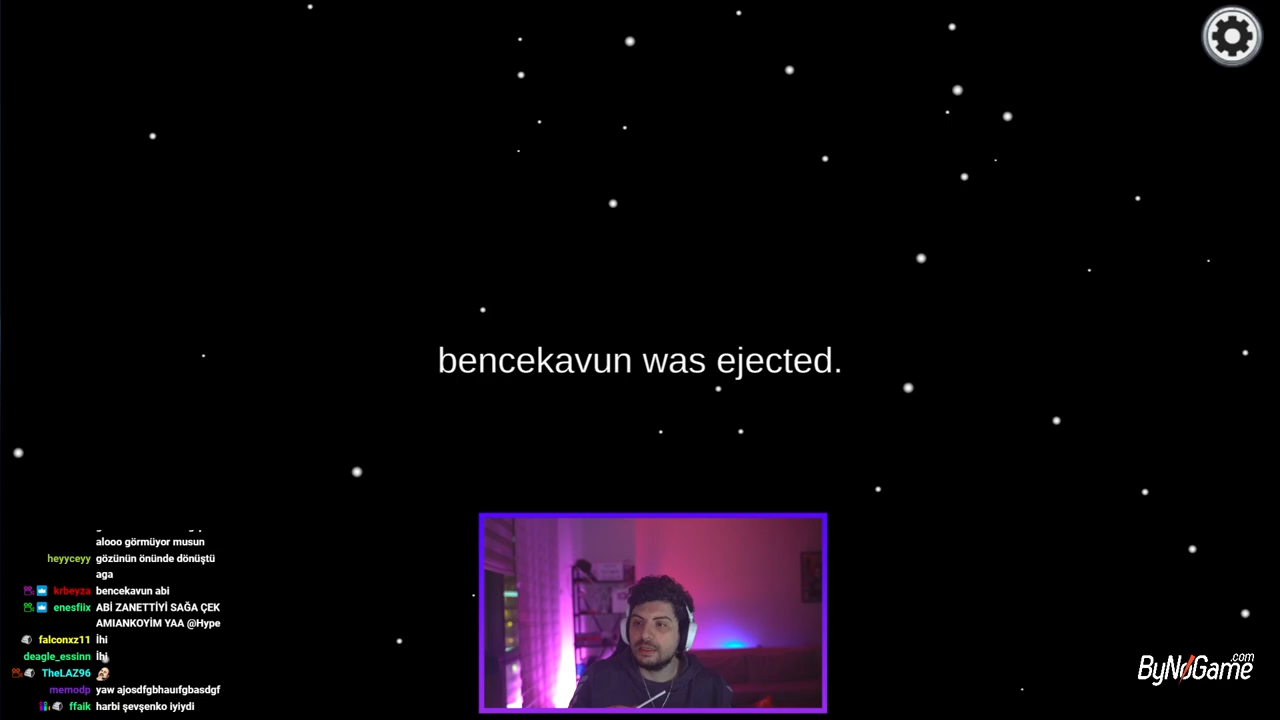 bencekavun was ejected.
alooo görmüyor musun
heyyceyy gözünün önünde dönüştü
aga
krbeyza bencekavun abi
enesfiix ABİ ZANETTİYİ SAĞA ÇEK
AMIANKOYİM YAA @Hype
falconxz11 İhi
deagle_essinn İhi
TheLAZ96
memodp yaw ajosdfgbhauıfgbasdgf
ffaik harbi şevşenko iyiydi
ByNoGame.com